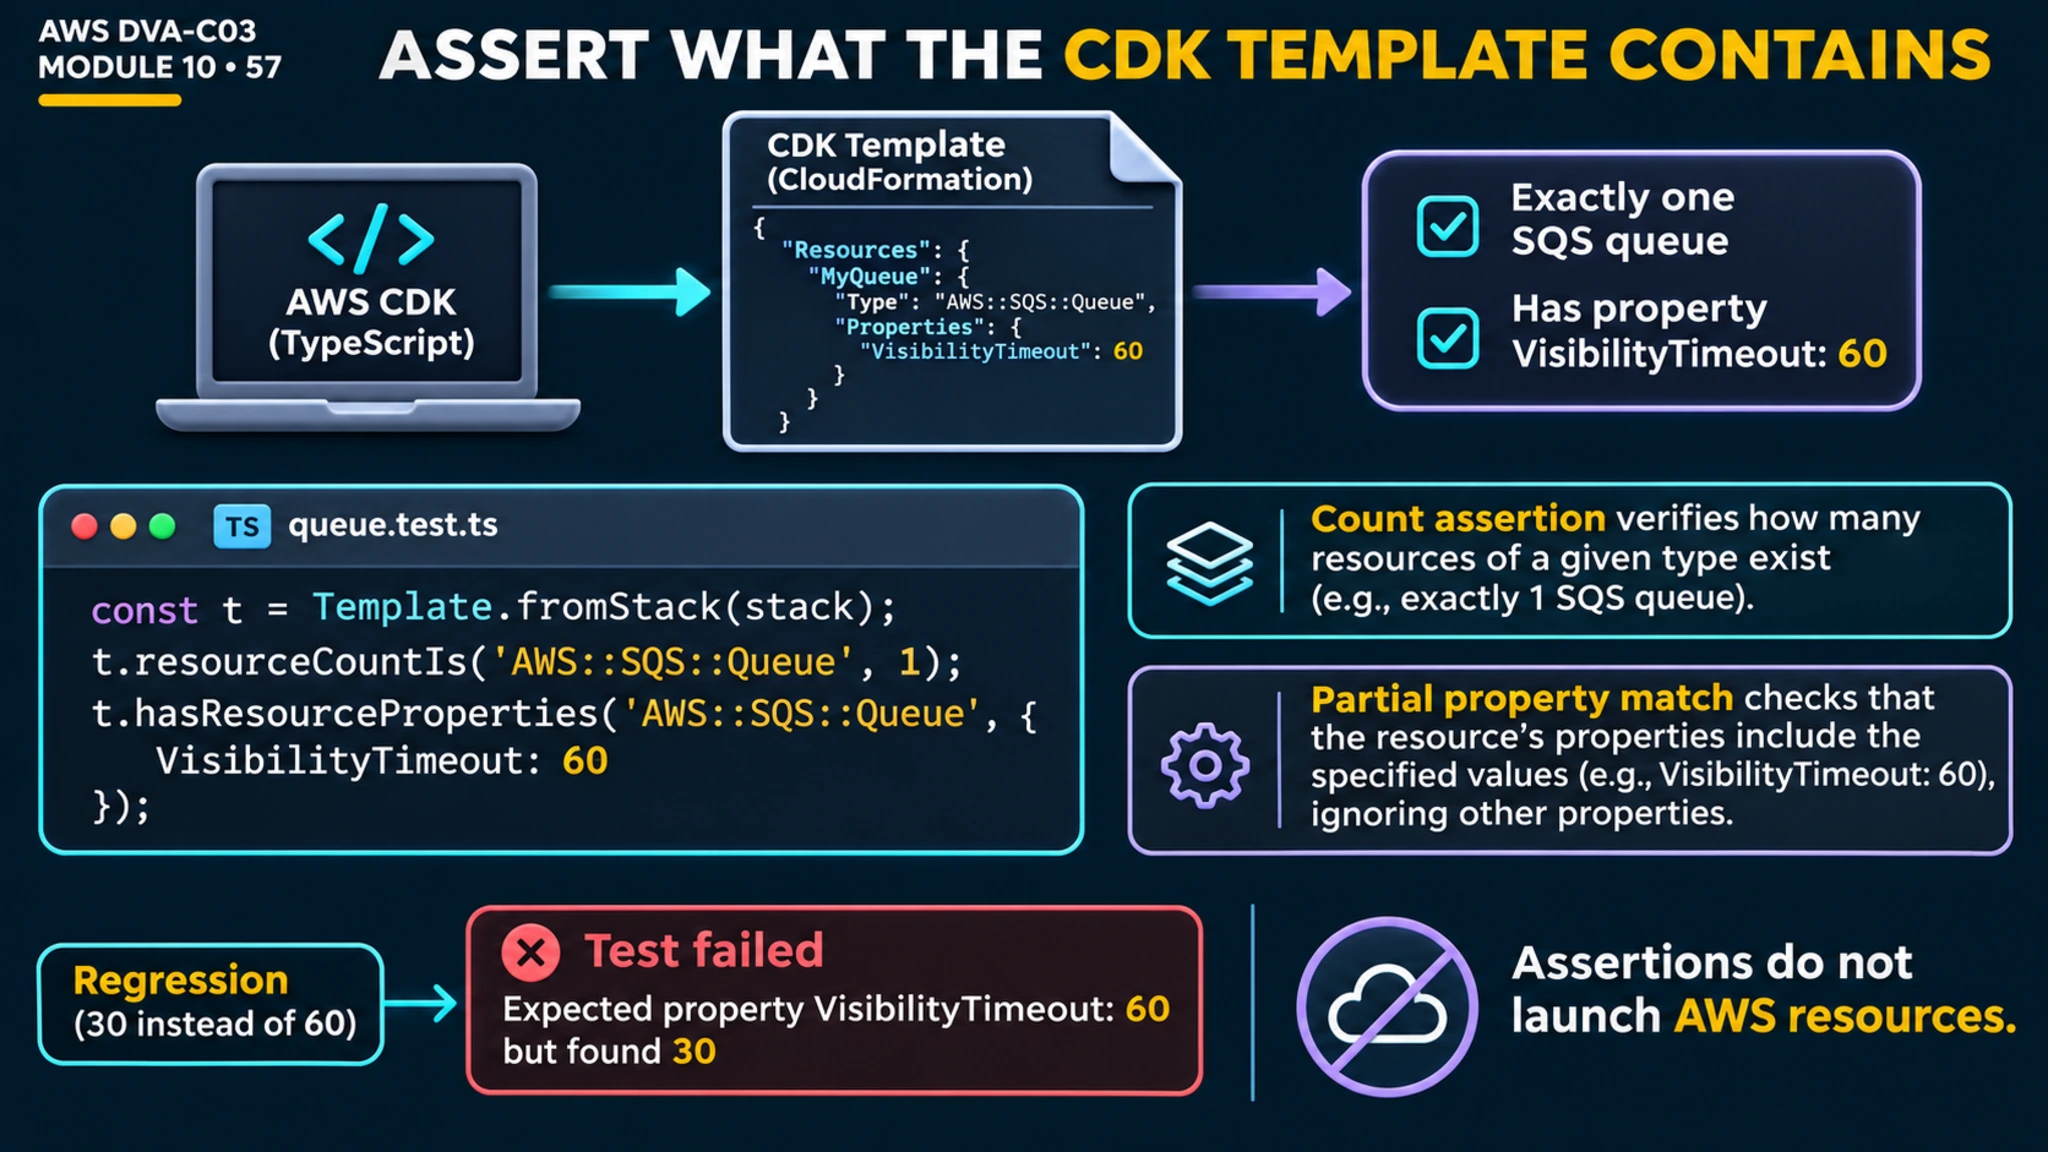 AWS DVA-C03
MODULE 10 • 57
ASSERT WHAT THE CDK TEMPLATE CONTAINS
</>
AWS CDK
(TypeScript)
CDK Template
(CloudFormation)
{
"Resources": {
"MyQueue": {
"Type": "AWS::SQS::Queue",
"Properties": {
"VisibilityTimeout": 60
}
}
}
Exactly one
SQS queue
Has property
VisibilityTimeout: 60
TS queue.test.ts
const t = Template.fromStack(stack);
t.resourceCountIs('AWS::SQS::Queue', 1);
t.hasResourceProperties('AWS::SQS::Queue', {
VisibilityTimeout: 60
});
Count assertion verifies how many
resources of a given type exist
(e.g., exactly 1 SQS queue).
Partial property match checks that
the resource's properties include the
specified values (e.g., VisibilityTimeout: 60),
ignoring other properties.
Regression
(30 instead of 60)
Test failed
Expected property VisibilityTimeout: 60
but found 30
Assertions do not
launch AWS resources.